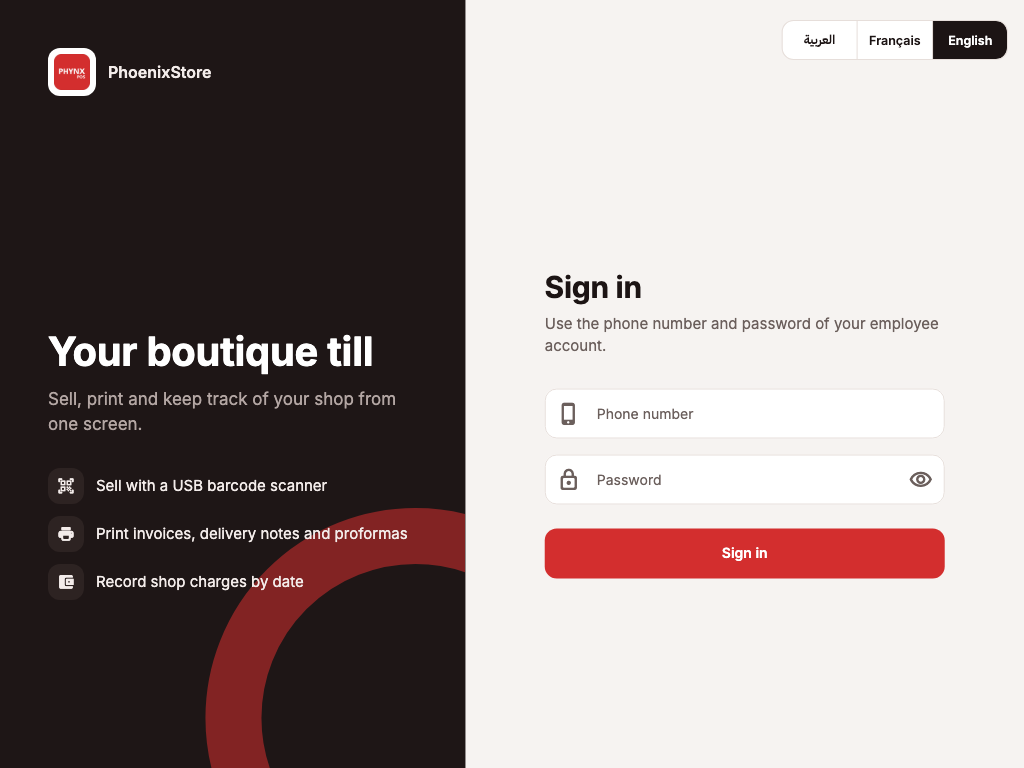 PHYNX
POS
PhoenixStore
العربية
Français
English
Your boutique till
Sell, print and keep track of your shop from
one screen.
Sell with a USB barcode scanner
Print invoices, delivery notes and proformas
Record shop charges by date
Sign in
Use the phone number and password of your employee
account.
Phone number
Password
Sign in